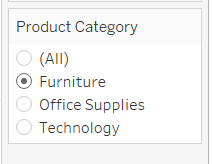 Product Category
(All)
Furniture
Office Supplies
Technology